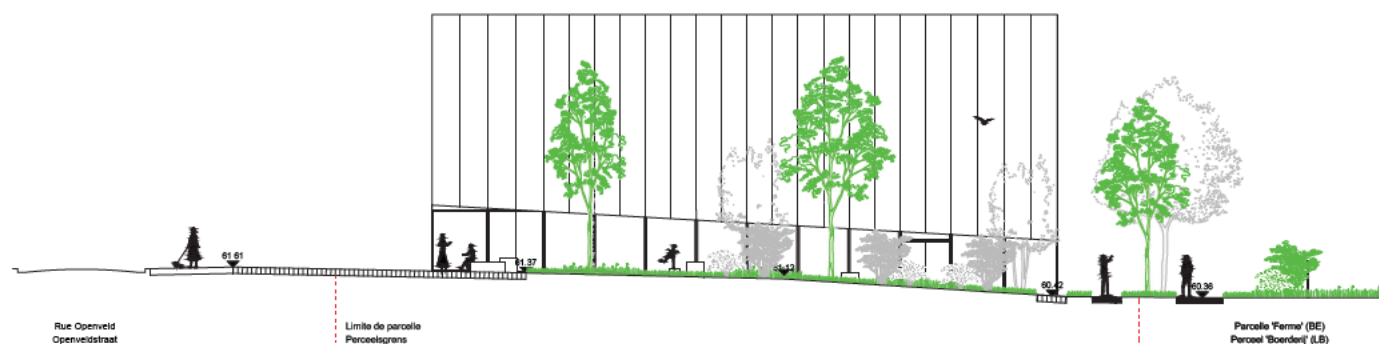 61.61
61.37
60.42
60.36
Rue Openveld
Openveldstraat
Limite de parcelle
Perceelsgrens
Parcelle 'Ferme' (BE)
Perceel 'Boerderij' (LB)